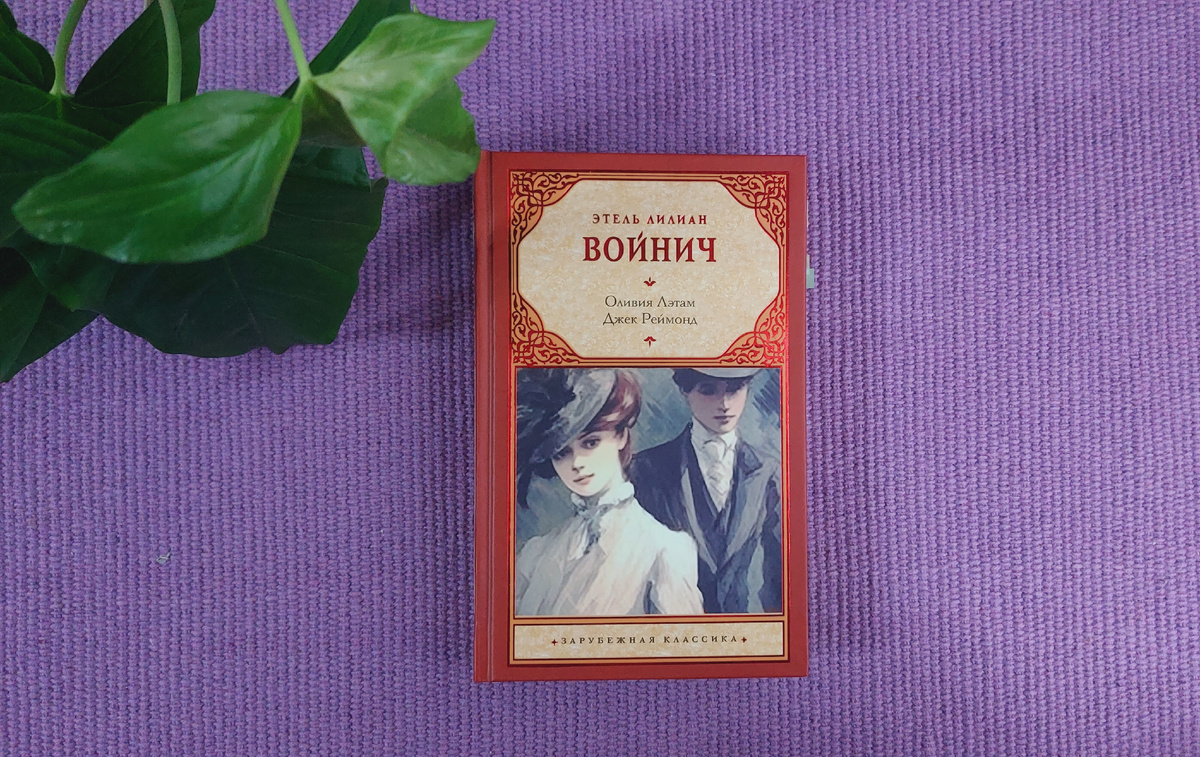 ЭТЕЛЬ ЛИЛИАН
ВОЙНИЧ
Оливия Лэтам
Джек Реймонд
ЗАРУБЕЖНАЯ КЛАССИКА